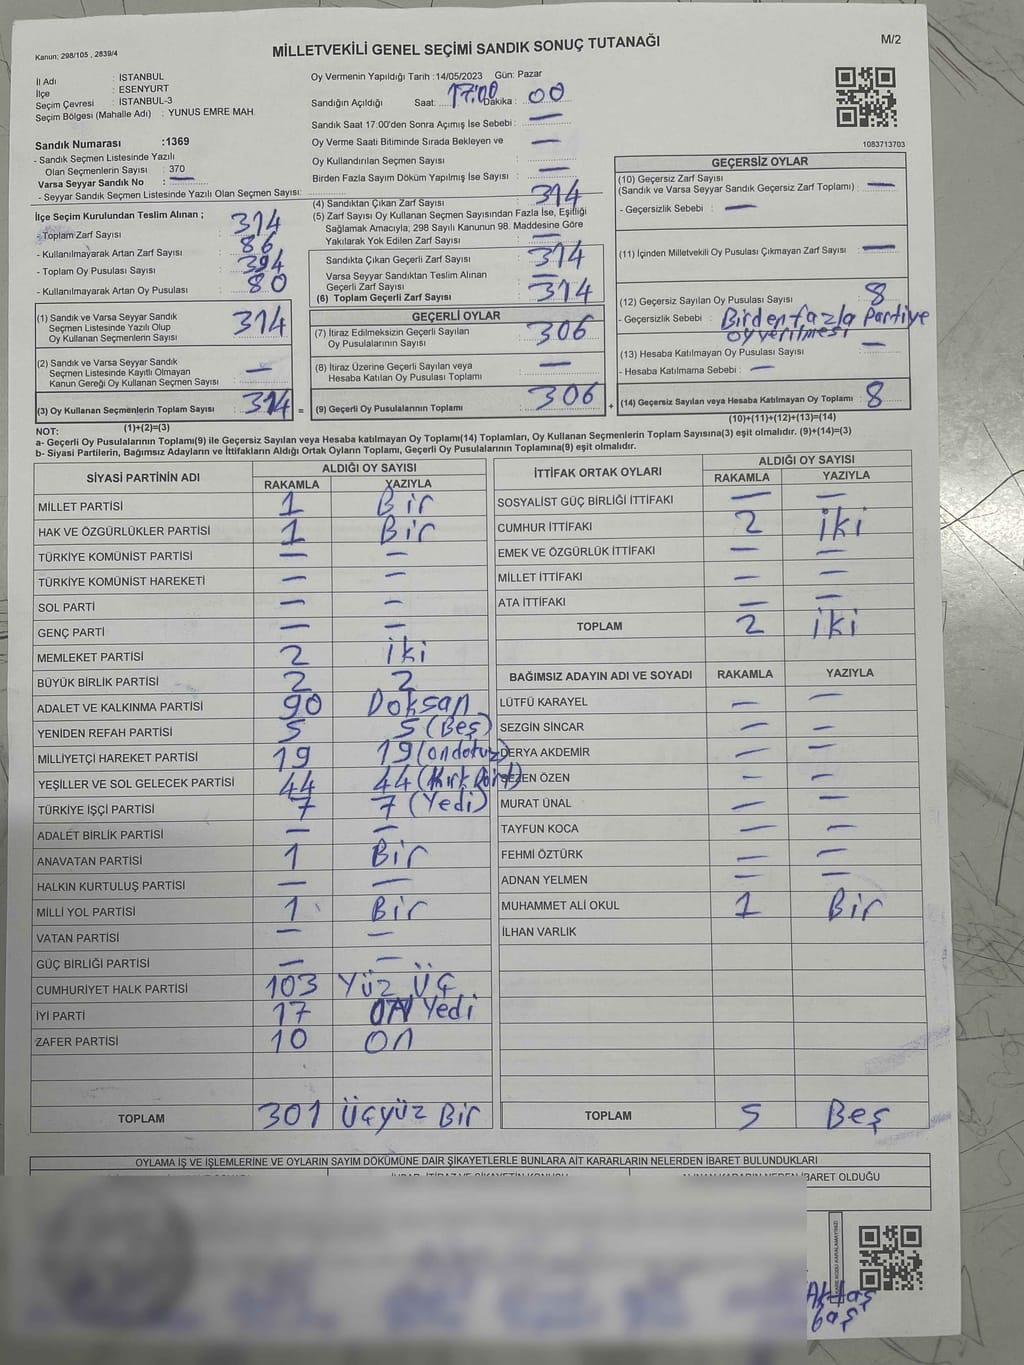 Kanun; 298/105 , 2839/4
MİLLETVEKİLİ GENEL SEÇİMİ SANDIK SONUÇ TUTANAĞI
M/2
İl Adı : İSTANBUL
İlçe : ESENYURT
Seçim Çevresi : İSTANBUL-3
Seçim Bölgesi (Mahalle Adı) : YUNUS EMRE MAH.
Sandık Numarası :1369
- Sandık Seçmen Listesinde Yazılı
Olan Seçmenlerin Sayısı : 370
Varsa Seyyar Sandık No : —
- Seyyar Sandık Seçmen Listesinde Yazılı Olan Seçmen Sayısı:
Oy Vermenin Yapıldığı Tarih :14/05/2023 Gün: Pazar
Sandığın Açıldığı Saat: 17:00 Dakika : 00
Sandık Saat 17.00'den Sonra Açımış İse Sebebi : —
Oy Verme Saati Bitiminde Sırada Bekleyen ve —
Oy Kullandırılan Seçmen Sayısı
Birden Fazla Sayım Döküm Yapılmış İse Sayısı : —
1083713703
İlçe Seçim Kurulundan Teslim Alınan ;
- Toplam Zarf Sayısı : 314
- Kullanılmayarak Artan Zarf Sayısı : 86
- Toplam Oy Pusulası Sayısı : 394
- Kullanılmayarak Artan Oy Pusulası : 80
(4) Sandıktan Çıkan Zarf Sayısı : 314
(5) Zarf Sayısı Oy Kullanan Seçmen Sayısından Fazla İse, Eşitliği
Sağlamak Amacıyla; 298 Sayılı Kanunun 98. Maddesine Göre
Yakılarak Yok Edilen Zarf Sayısı : —
Sandıkta Çıkan Geçerli Zarf Sayısı : 314
Varsa Seyyar Sandıktan Teslim Alınan
Geçerli Zarf Sayısı : —
(6) Toplam Geçerli Zarf Sayısı : 314
GEÇERSİZ OYLAR
(10) Geçersiz Zarf Sayısı
(Sandık ve Varsa Seyyar Sandık Geçersiz Zarf Toplamı) : —
- Geçersizlik Sebebi : —
(11) İçinden Milletvekili Oy Pusulası Çıkmayan Zarf Sayısı : —
(12) Geçersiz Sayılan Oy Pusulası Sayısı : 8
- Geçersizlik Sebebi : Birden fazla Partiye
oy verilmesi
(13) Hesaba Katılmayan Oy Pusulası Sayısı : —
- Hesaba Katılmama Sebebi : —
(14) Geçersiz Sayılan veya Hesaba Katılmayan Oy Toplamı : 8
(10)+(11)+(12)+(13)=(14)
(1) Sandık ve Varsa Seyyar Sandık
Seçmen Listesinde Yazılı Olup
Oy Kullanan Seçmenlerin Sayısı : 314
(2) Sandık ve Varsa Seyyar Sandık
Seçmen Listesinde Kayıtlı Olmayan
Kanun Gereği Oy Kullanan Seçmen Sayısı : —
(3) Oy Kullanan Seçmenlerin Toplam Sayısı : 314 =
(1)+(2)=(3)
GEÇERLİ OYLAR
(7) İtiraz Edilmeksizin Geçerli Sayılan
Oy Pusulalarının Sayısı : 306
(8) İtiraz Üzerine Geçerli Sayılan veya
Hesaba Katılan Oy Pusulası Toplamı : —
(9) Geçerli Oy Pusulalarının Toplamı : 306 +
NOT:
a- Geçerli Oy Pusulalarının Toplamı(9) ile Geçersiz Sayılan veya Hesaba katılmayan Oy Toplamı(14) Toplamları, Oy Kullanan Seçmenlerin Toplam Sayısına(3) eşit olmalıdır. (9)+(14)=(3)
b- Siyasi Partilerin, Bağımsız Adayların ve İttifakların Aldığı Ortak Oyların Toplamı, Geçerli Oy Pusulalarının Toplamına(9) eşit olmalıdır.
SİYASİ PARTİNİN ADI ALDIĞI OY SAYISI
RAKAMLA YAZIYLA
MİLLET PARTİSİ 1 Bir
HAK VE ÖZGÜRLÜKLER PARTİSİ 1 Bir
TÜRKİYE KOMÜNİST PARTİSİ — —
TÜRKİYE KOMÜNİST HAREKETİ — —
SOL PARTİ — —
GENÇ PARTİ — —
MEMLEKET PARTİSİ 2 iki
BÜYÜK BİRLİK PARTİSİ 2 2
ADALET VE KALKINMA PARTİSİ 90 Doksan
YENİDEN REFAH PARTİSİ 5 5 (Beş)
MİLLİYETÇİ HAREKET PARTİSİ 19 19 (ondokuz)
YEŞİLLER VE SOL GELECEK PARTİSİ 44 44 (Kırk Dört)
TÜRKİYE İŞÇİ PARTİSİ 7 7 (Yedi)
ADALET BİRLİK PARTİSİ — —
ANAVATAN PARTİSİ 1 Bir
HALKIN KURTULUŞ PARTİSİ — —
MİLLİ YOL PARTİSİ 1 Bir
VATAN PARTİSİ — —
GÜÇ BİRLİĞİ PARTİSİ — —
CUMHURİYET HALK PARTİSİ 103 Yüz Üç
İYİ PARTİ 17 ON Yedi
ZAFER PARTİSİ 10 On
TOPLAM 301 Üçyüz Bir
İTTİFAK ORTAK OYLARI ALDIĞI OY SAYISI
RAKAMLA YAZIYLA
SOSYALİST GÜÇ BİRLİĞİ İTTİFAKI — —
CUMHUR İTTİFAKI 2 iki
EMEK VE ÖZGÜRLÜK İTTİFAKI — —
MİLLET İTTİFAKI — —
ATA İTTİFAKI — —
TOPLAM 2 iki
BAĞIMSIZ ADAYIN ADI VE SOYADI RAKAMLA YAZIYLA
LÜTFÜ KARAYEL — —
SEZGİN SİNCAR — —
DERYA AKDEMİR — —
SEZEN ÖZEN — —
MURAT ÜNAL — —
TAYFUN KOCA — —
FEHMİ ÖZTÜRK — —
ADNAN YELMEN — —
MUHAMMET ALİ OKUL 1 Bir
İLHAN VARLIK
TOPLAM 5 Beş
OYLAMA İŞ VE İŞLEMLERİNE VE OYLARIN SAYIM DÖKÜMÜNE DAİR ŞİKAYETLERLE BUNLARA AİT KARARLARIN NELERDEN İBARET BULUNDUKLARI
İBARET OLDUĞU
Aktaş